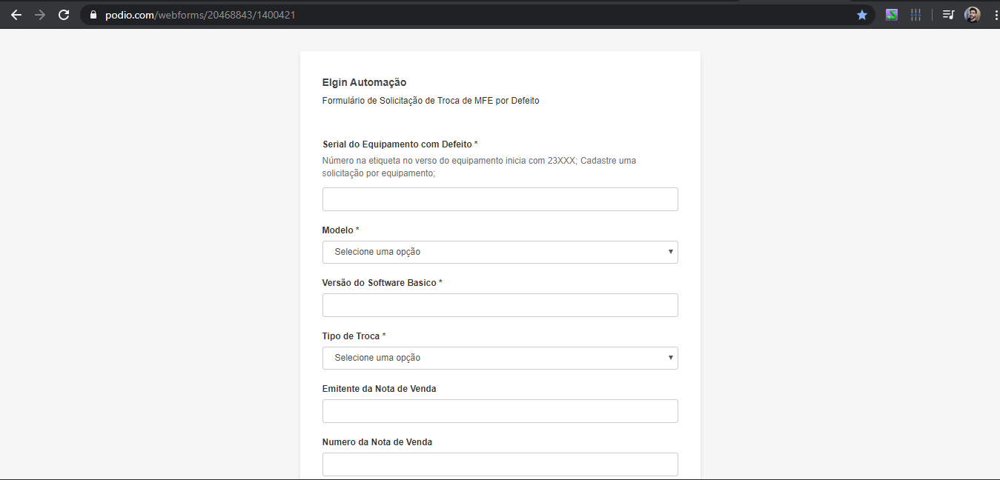 podio.com/webforms/20468843/1400421
Elgin Automação
Formulário de Solicitação de Troca de MFE por Defeito
Serial do Equipamento com Defeito *
Número na etiqueta no verso do equipamento inicia com 23XXX; Cadastre uma
solicitação por equipamento;
Modelo *
Selecione uma opção
Versão do Software Basico *
Tipo de Troca *
Selecione uma opção
Emitente da Nota de Venda
Numero da Nota de Venda